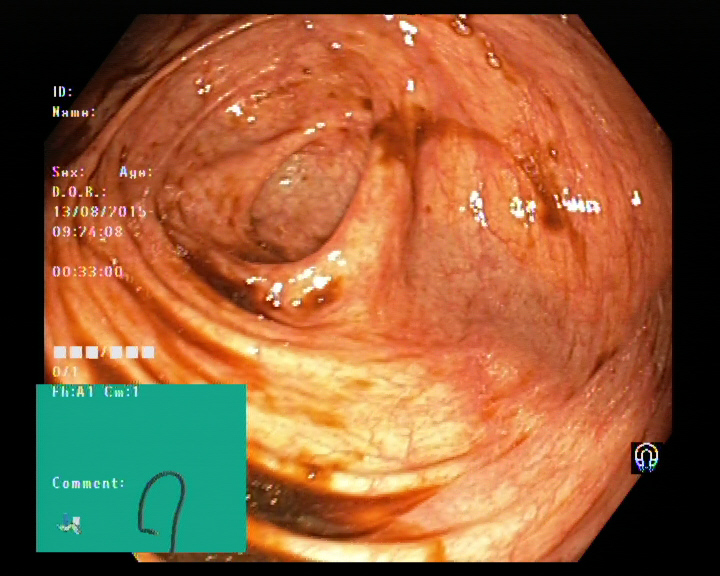 ID:
Name:
Sex: Age:
D.O.B.:
13/08/2015
09:24:08
00:33:00
0/1
Ph:A1 Cm:1
Comment: